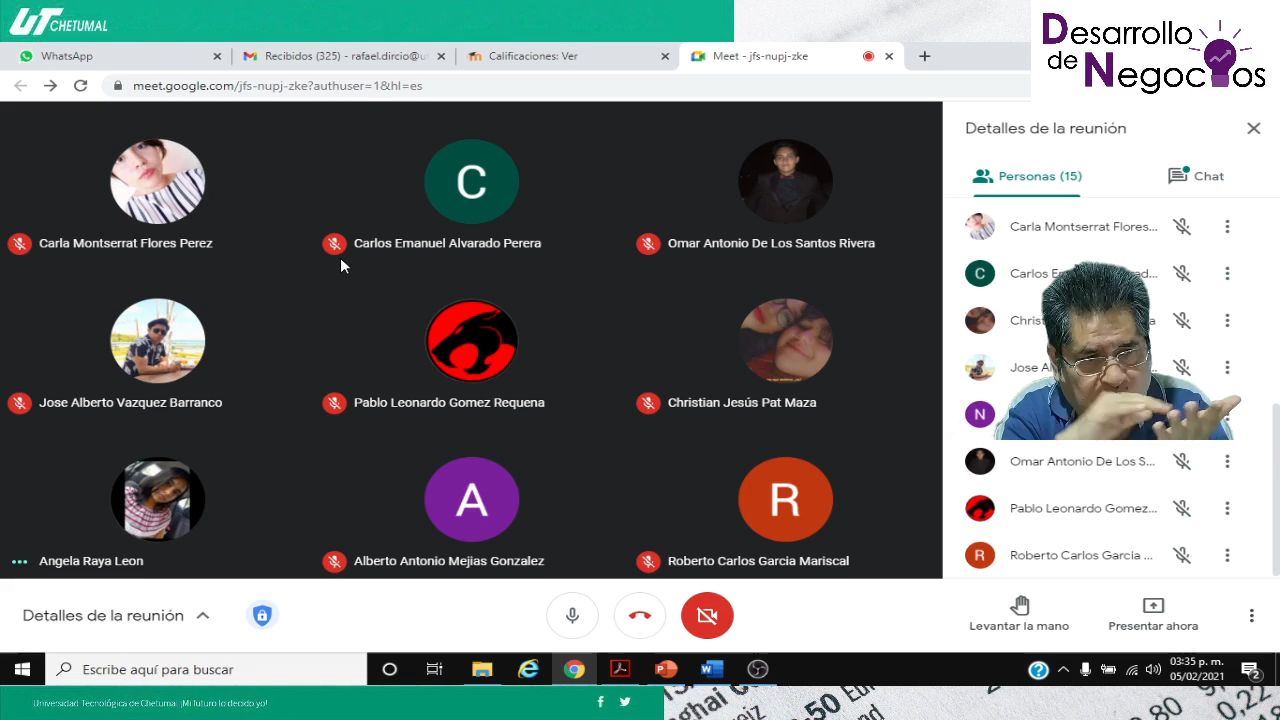 UT CHETUMAL
Desarrollo
de Negocios
WhatsApp
Recibidos (325) - rafael.dircio@ut
Calificaciones: Ver
Meet - jfs-nupj-zke
meet.google.com/jfs-nupj-zke?authuser=1&hl=es
Detalles de la reunión
Personas (15)
Chat
C
Carla Montserrat Flores Perez
Carlos Emanuel Alvarado Perera
Omar Antonio De Los Santos Rivera
Jose Alberto Vazquez Barranco
Pablo Leonardo Gomez Requena
Christian Jesús Pat Maza
A
R
Angela Raya Leon
Alberto Antonio Mejias Gonzalez
Roberto Carlos Garcia Mariscal
Carla Montserrat Flores...
C
Jose
N
Omar Antonio De Los S...
Pablo Leonardo Gomez...
R Roberto Carlos Garcia ...
Detalles de la reunión
Levantar la mano
Presentar ahora
Escribe aquí para buscar
03:35 p. m.
05/02/2021
2
Universidad Tecnológica de Chetumal ¡Mi futuro lo decido yo!